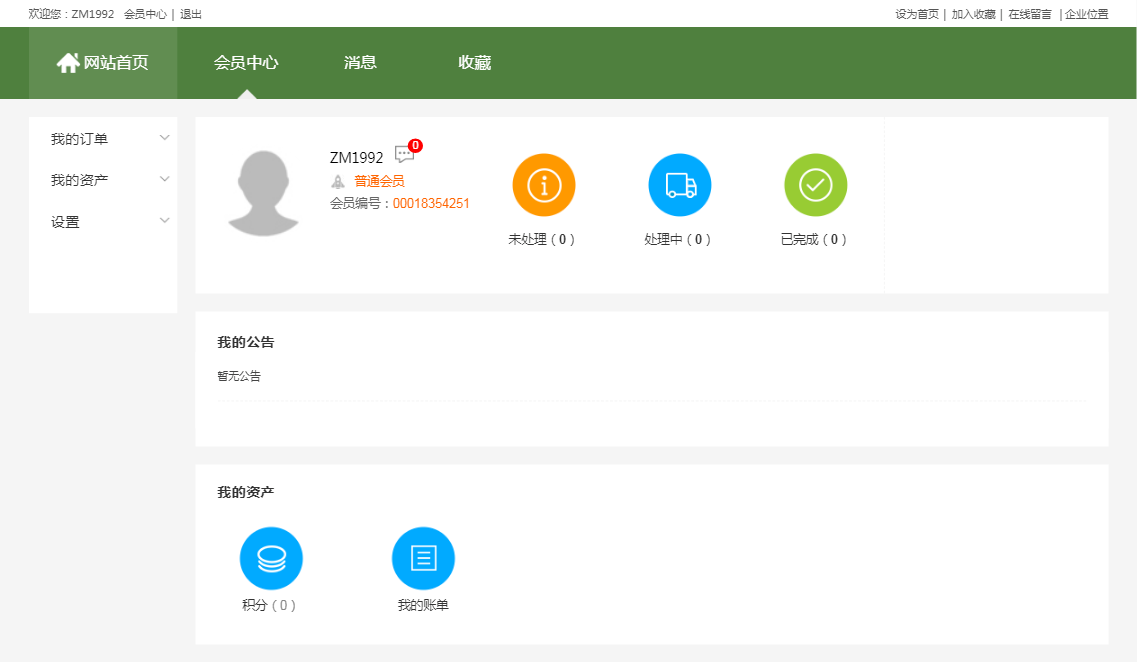 欢迎您：ZM1992 会员中心 | 退出
设为首页 | 加入收藏 | 在线留言 | 企业位置
网站首页 会员中心 消息 收藏
我的订单
我的资产
设置
ZM1992 0
普通会员
会员编号：00018354251
未处理（0） 处理中（0） 已完成（0）
我的公告
暂无公告
我的资产
积分（0） 我的账单